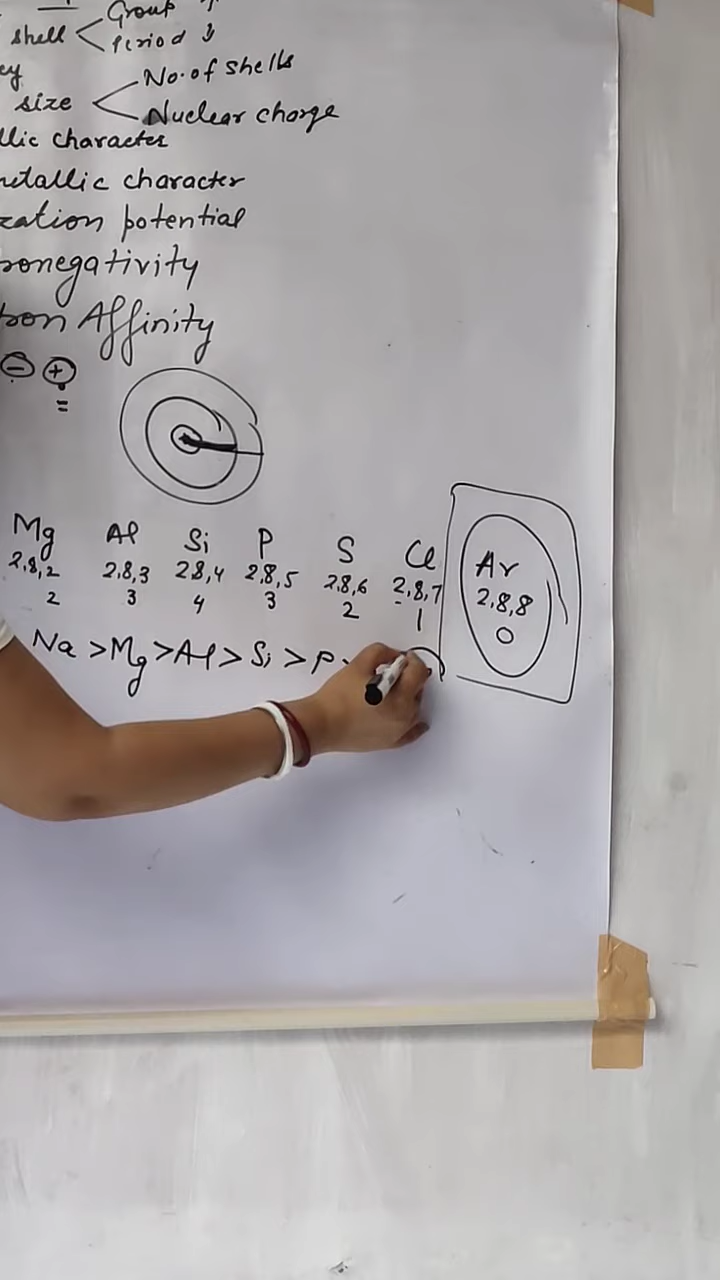 Group
shell
Period
No. of shells
size
Nuclear charge
llic character
etallic character
zation potential
ronegativity
Affinity
- +
=
Mg Al Si P S Cl Ar
2,8,2 2,8,3 2,8,4 2,8,5 2,8,6 2,8,7 2,8,8
2 3 4 3 2 1 0
Na > Mg > Al > Si > P